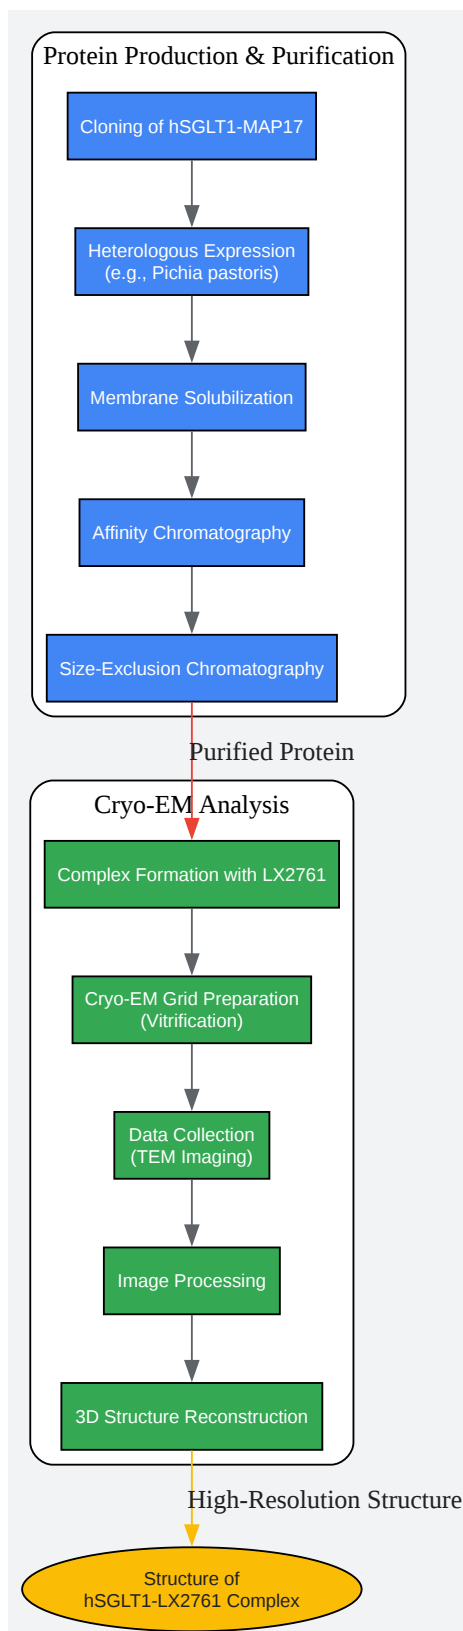 Protein Production & Purification
Cloning of hSGLT1-MAP17
Heterologous Expression
(e.g., Pichia pastoris)
Membrane Solubilization
Affinity Chromatography
Size-Exclusion Chromatography
Purified Protein
Cryo-EM Analysis
Complex Formation with LX2761
Cryo-EM Grid Preparation
(Vitrification)
Data Collection
(TEM Imaging)
Image Processing
3D Structure Reconstruction
High-Resolution Structure
Structure of
hSGLT1-LX2761 Complex